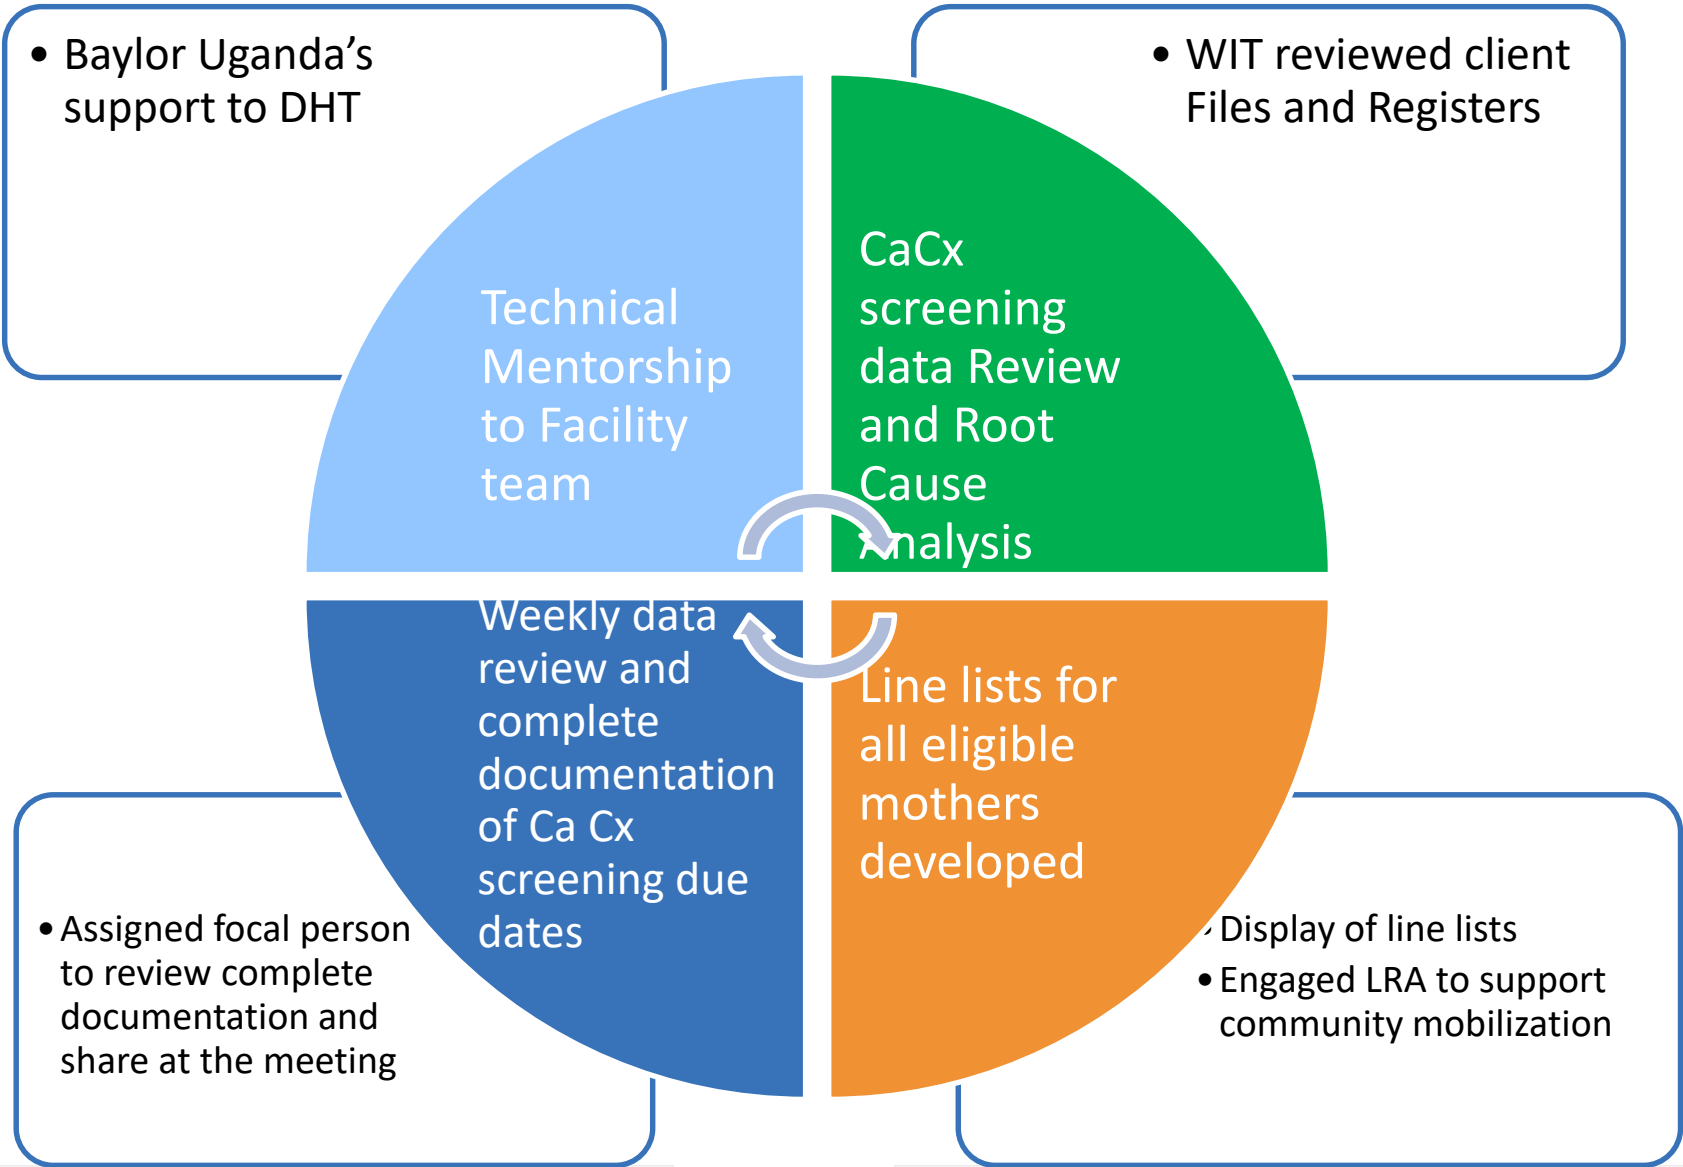 • Baylor Uganda's
support to DHT
• WIT reviewed client
Files and Registers
Technical
Mentorship
to Facility
team
CaCx
screening
data Review
and Root
Cause
Analysis
Weekly data
review and
complete
documentation
of Ca Cx
screening due
dates
Line lists for
all eligible
mothers
developed
• Assigned focal person
to review complete
documentation and
share at the meeting
• Display of line lists
• Engaged LRA to support
community mobilization